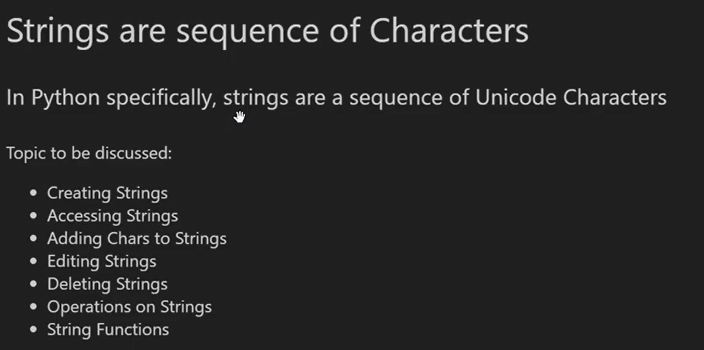 Strings are sequence of Characters
In Python specifically, strings are a sequence of Unicode Characters
Topic to be discussed:
• Creating Strings
• Accessing Strings
• Adding Chars to Strings
• Editing Strings
• Deleting Strings
• Operations on Strings
• String Functions